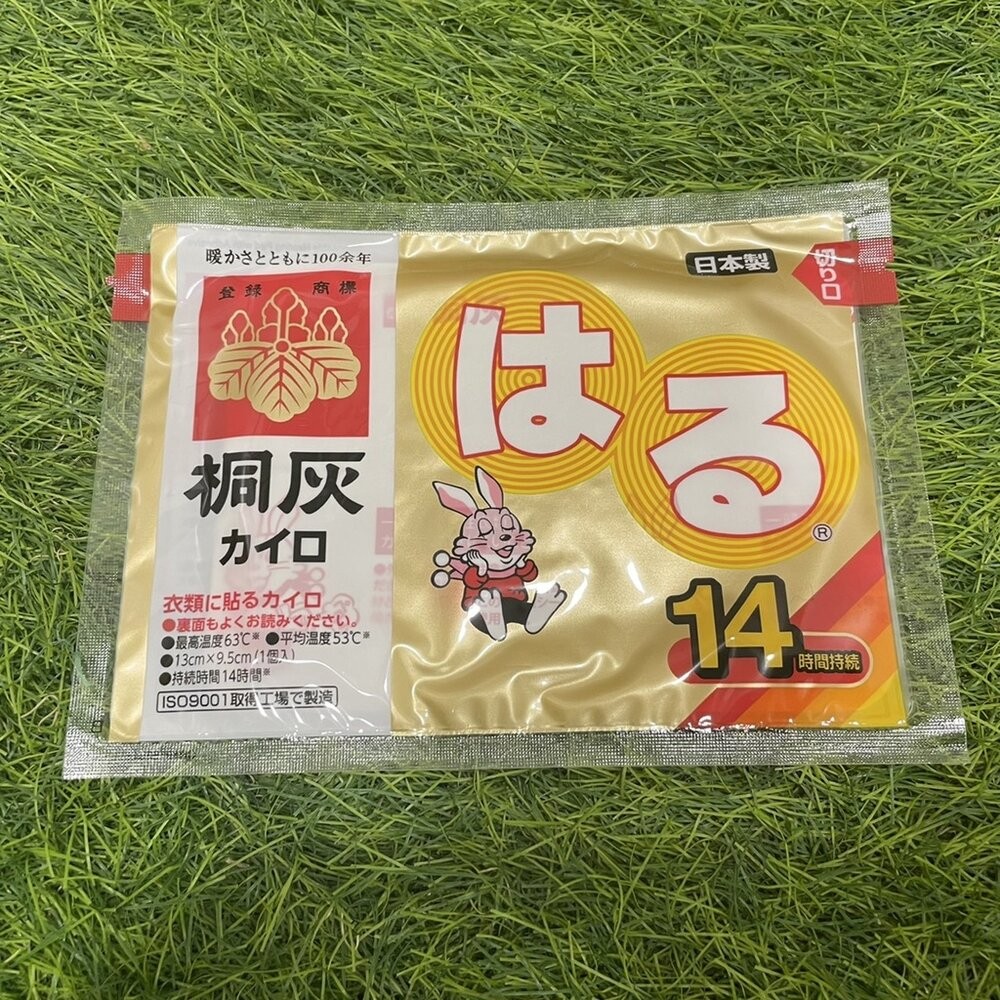 暖かさとともに100余年
登録 商標
桐灰
カイロ
衣類に貼るカイロ
●裏面もよくお読みください。
●最高温度63℃※ ●平均温度53℃※
●13cm×9.5cm(1個入)
●持続時間14時間※
ISO9001取得工場で製造
日本製
切り口
はる®
14時間持続